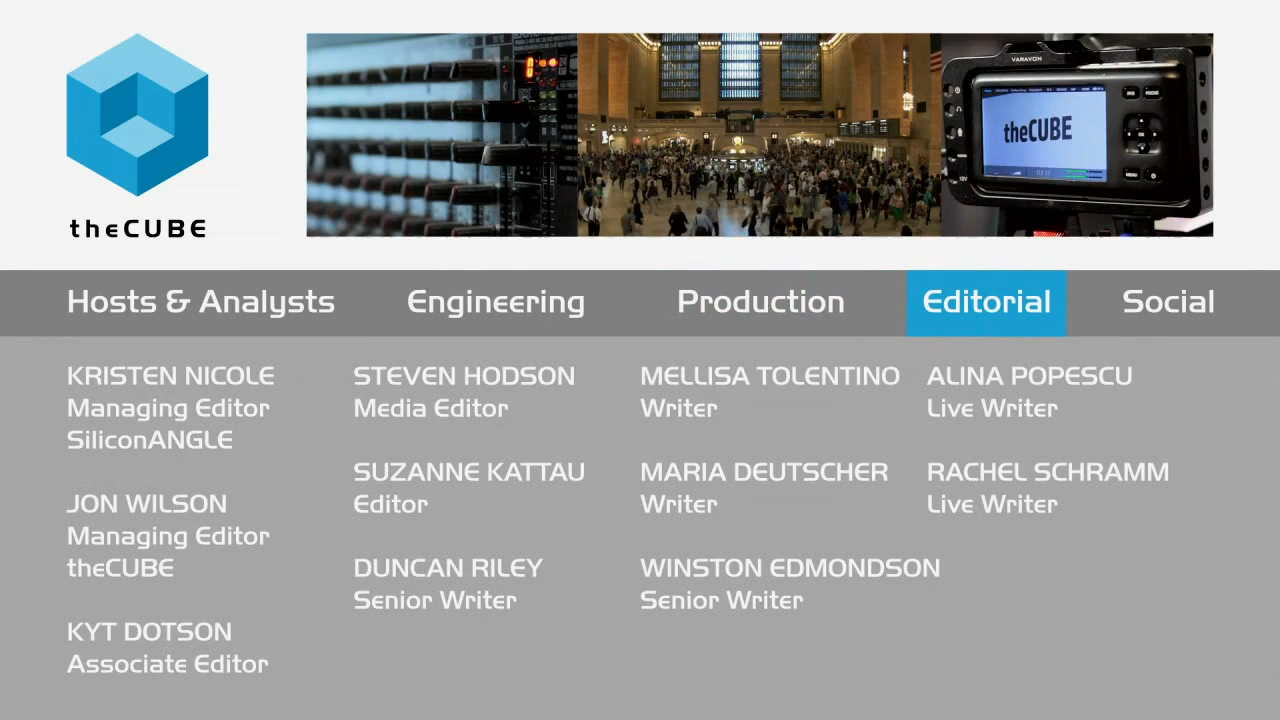 theCUBE
VARAVON
theCUBE
Hosts & Analysts
Engineering
Production
Editorial
Social
KRISTEN NICOLE
Managing Editor
SiliconANGLE
JON WILSON
Managing Editor
theCUBE
KYT DOTSON
Associate Editor
STEVEN HODSON
Media Editor
SUZANNE KATTAU
Editor
DUNCAN RILEY
Senior Writer
MELLISA TOLENTINO
Writer
MARIA DEUTSCHER
Writer
WINSTON EDMONDSON
Senior Writer
ALINA POPESCU
Live Writer
RACHEL SCHRAMM
Live Writer